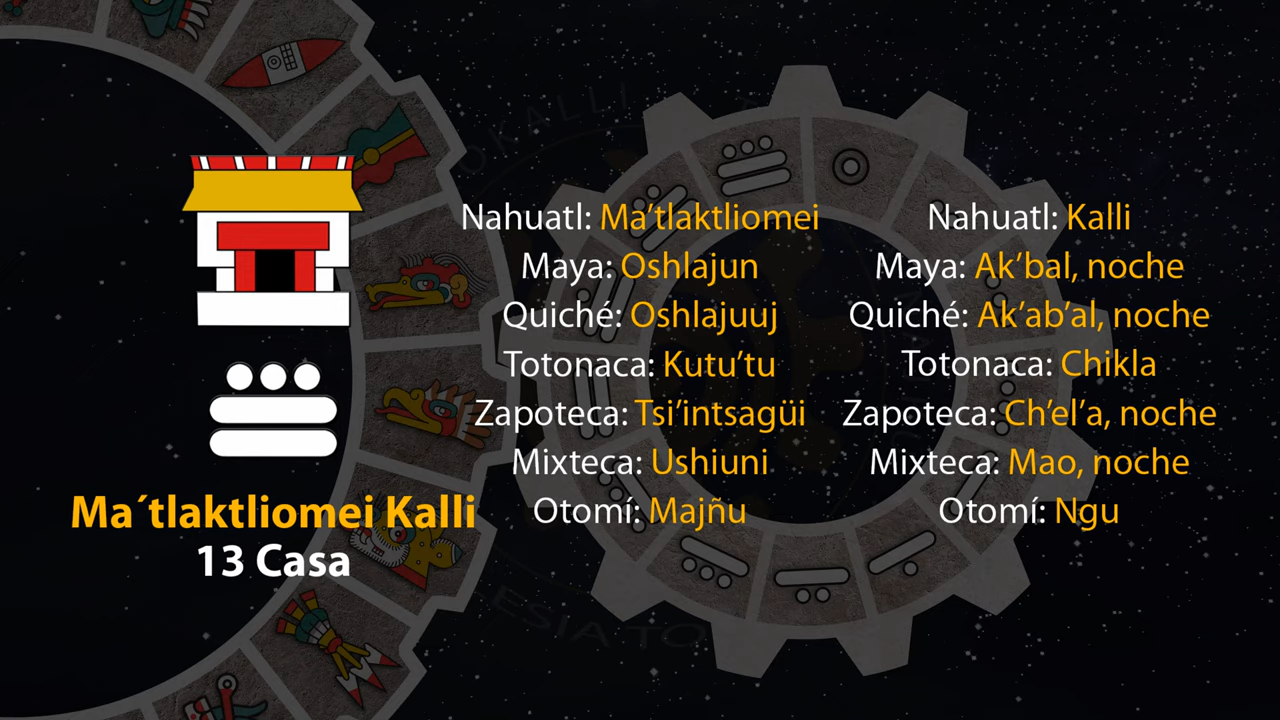 Nahuatl: Ma’tlaktliomei
Maya: Oshlajun
Quiché: Oshlajuuj
Totonaca: Kutu’tu
Zapoteca: Tsi’intsagüi
Mixteca: Ushiuni
Otomí: Majñu
Nahuatl: Kalli
Maya: Ak’bal, noche
Quiché: Ak’ab’al, noche
Totonaca: Chikla
Zapoteca: Ch’el’a, noche
Mixteca: Mao, noche
Otomí: Ngu
Ma´tlaktliomei Kalli
13 Casa